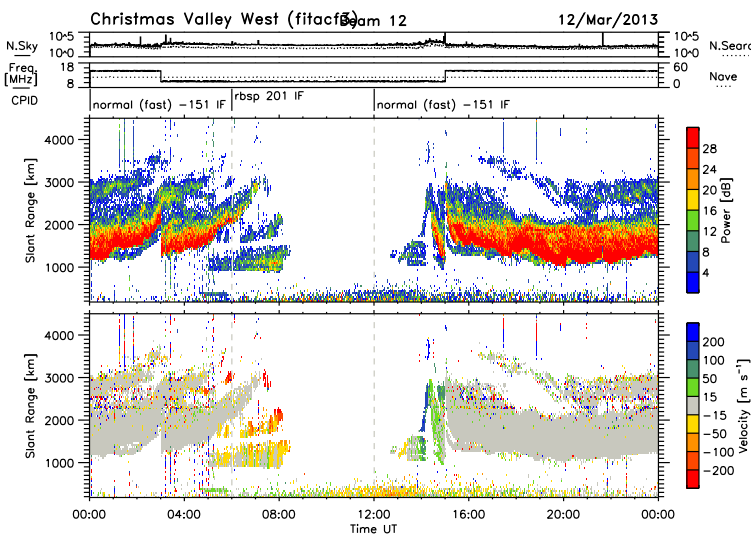 Christmas Valley West (fitacf3) Beam 12 12/Mar/2013
N.Sky 10^5 10^0 10^5 10^0 N.Searc
Freq. [MHz] 18 8 60 0 Nave
CPID normal (fast) -151 IF rbsp 201 IF normal (fast) -151 IF
Slant Range [km]
4000
3000
2000
1000
Power [dB]
28
24
20
16
12
8
4
Slant Range [km]
4000
3000
2000
1000
Velocity [m s⁻¹]
200
100
50
15
-15
-50
-100
-200
00:00 04:00 08:00 12:00 16:00 20:00 00:00
Time UT